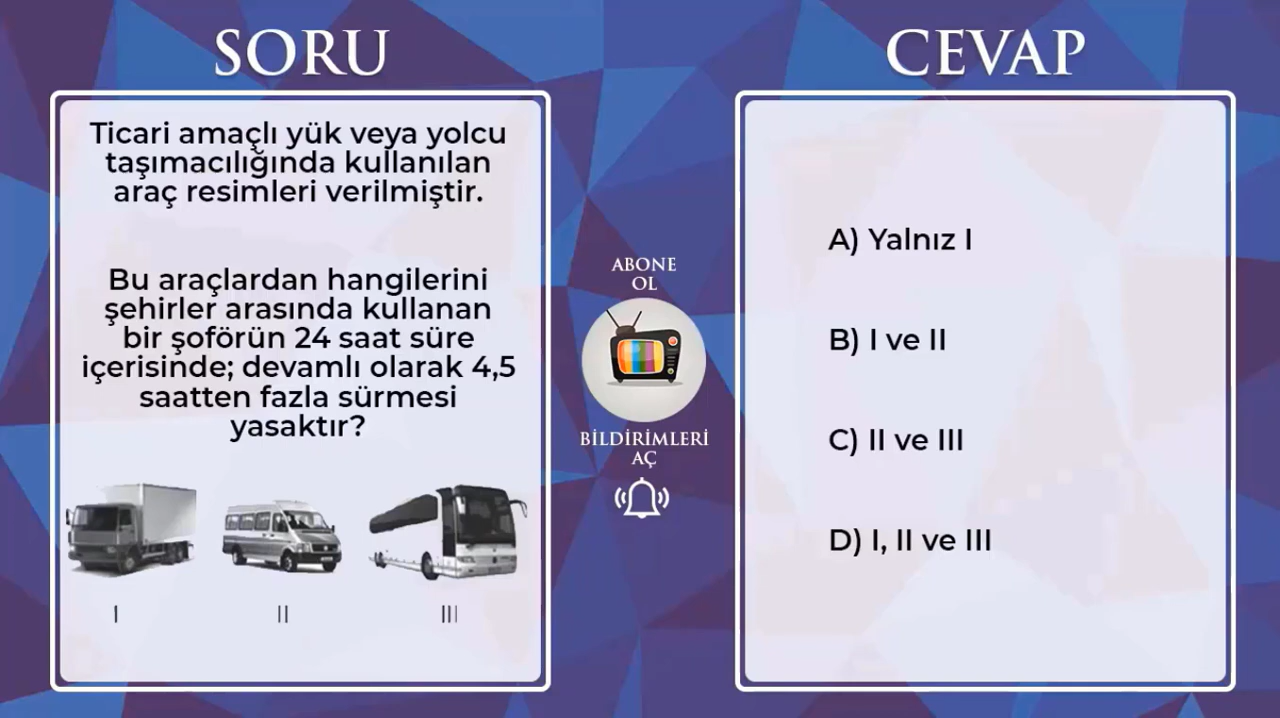 SORU
Ticari amaçlı yük veya yolcu
taşımacılığında kullanılan
araç resimleri verilmiştir.
Bu araçlardan hangilerini
şehirler arasında kullanan
bir şoförün 24 saat süre
içerisinde; devamlı olarak 4,5
saatten fazla sürmesi
yasaktır?
I
II
III
ABONE
OL
BİLDİRİMLERİ
AÇ
CEVAP
A) Yalnız I
B) I ve II
C) II ve III
D) I, II ve III